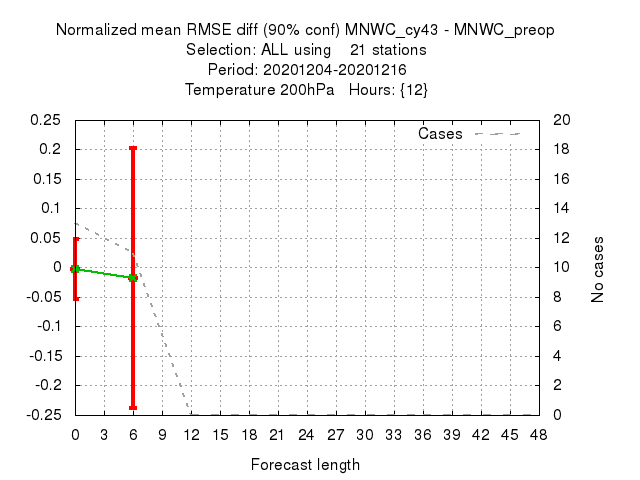 Normalized mean RMSE diff (90% conf) MNWC_cy43 - MNWC_preop
Selection: ALL using 21 stations
Period: 20201204-20201216
Temperature 200hPa Hours: {12}
Cases
0.25
0.2
0.15
0.1
0.05
0
-0.05
-0.1
-0.15
-0.2
-0.25
20
18
16
14
12
10
8
6
4
2
0
No cases
0 3 6 9 12 15 18 21 24 27 30 33 36 39 42 45 48
Forecast length